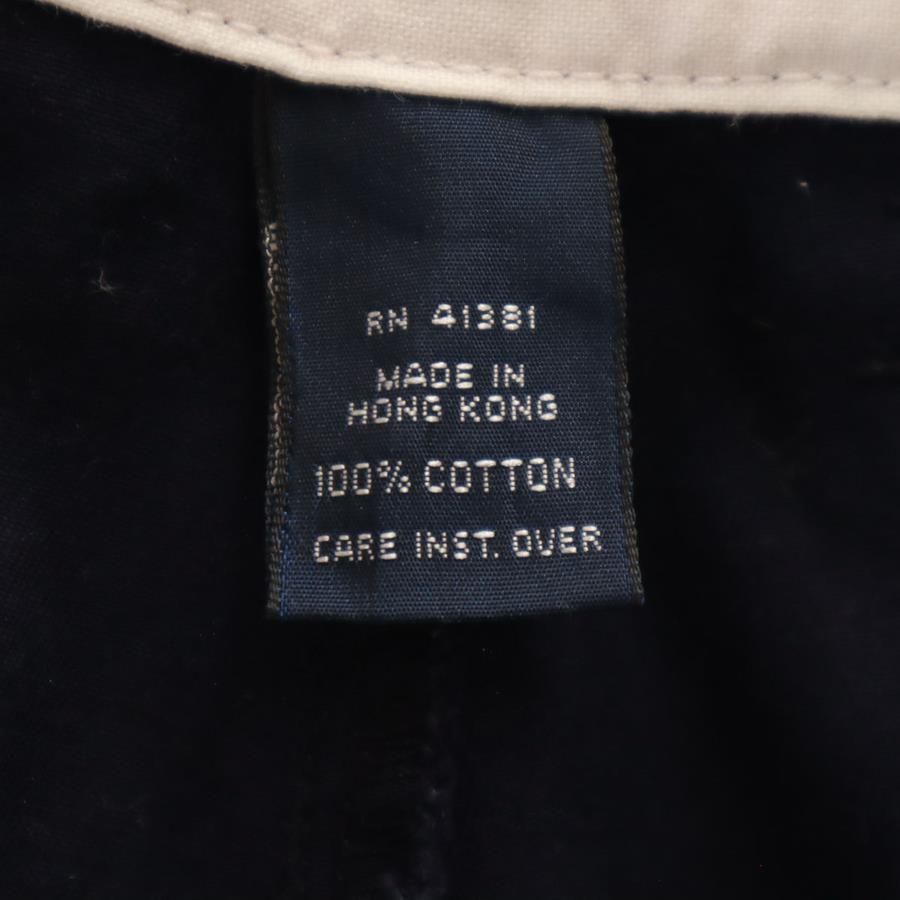 RN 41381
MADE IN
HONG KONG
100% COTTON
CARE INST. OVER